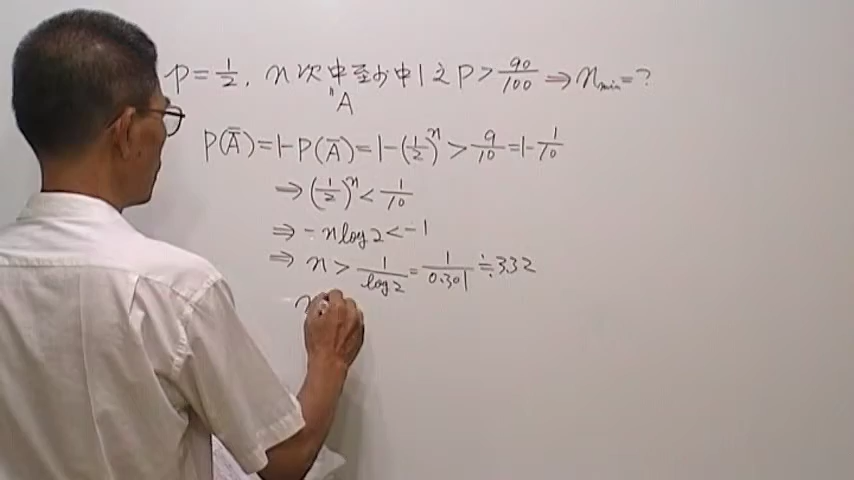 p=1/2, n次中至少中1之P>90/100⇒n_min=?
"A
P(Ā)=1-P(Ā)=1-(1/2)^n>9/10=1-1/10
⇒(1/2)^n<1/10
⇒-nlog2<-1
⇒n>1/log2=1/0.301≒3.32
n